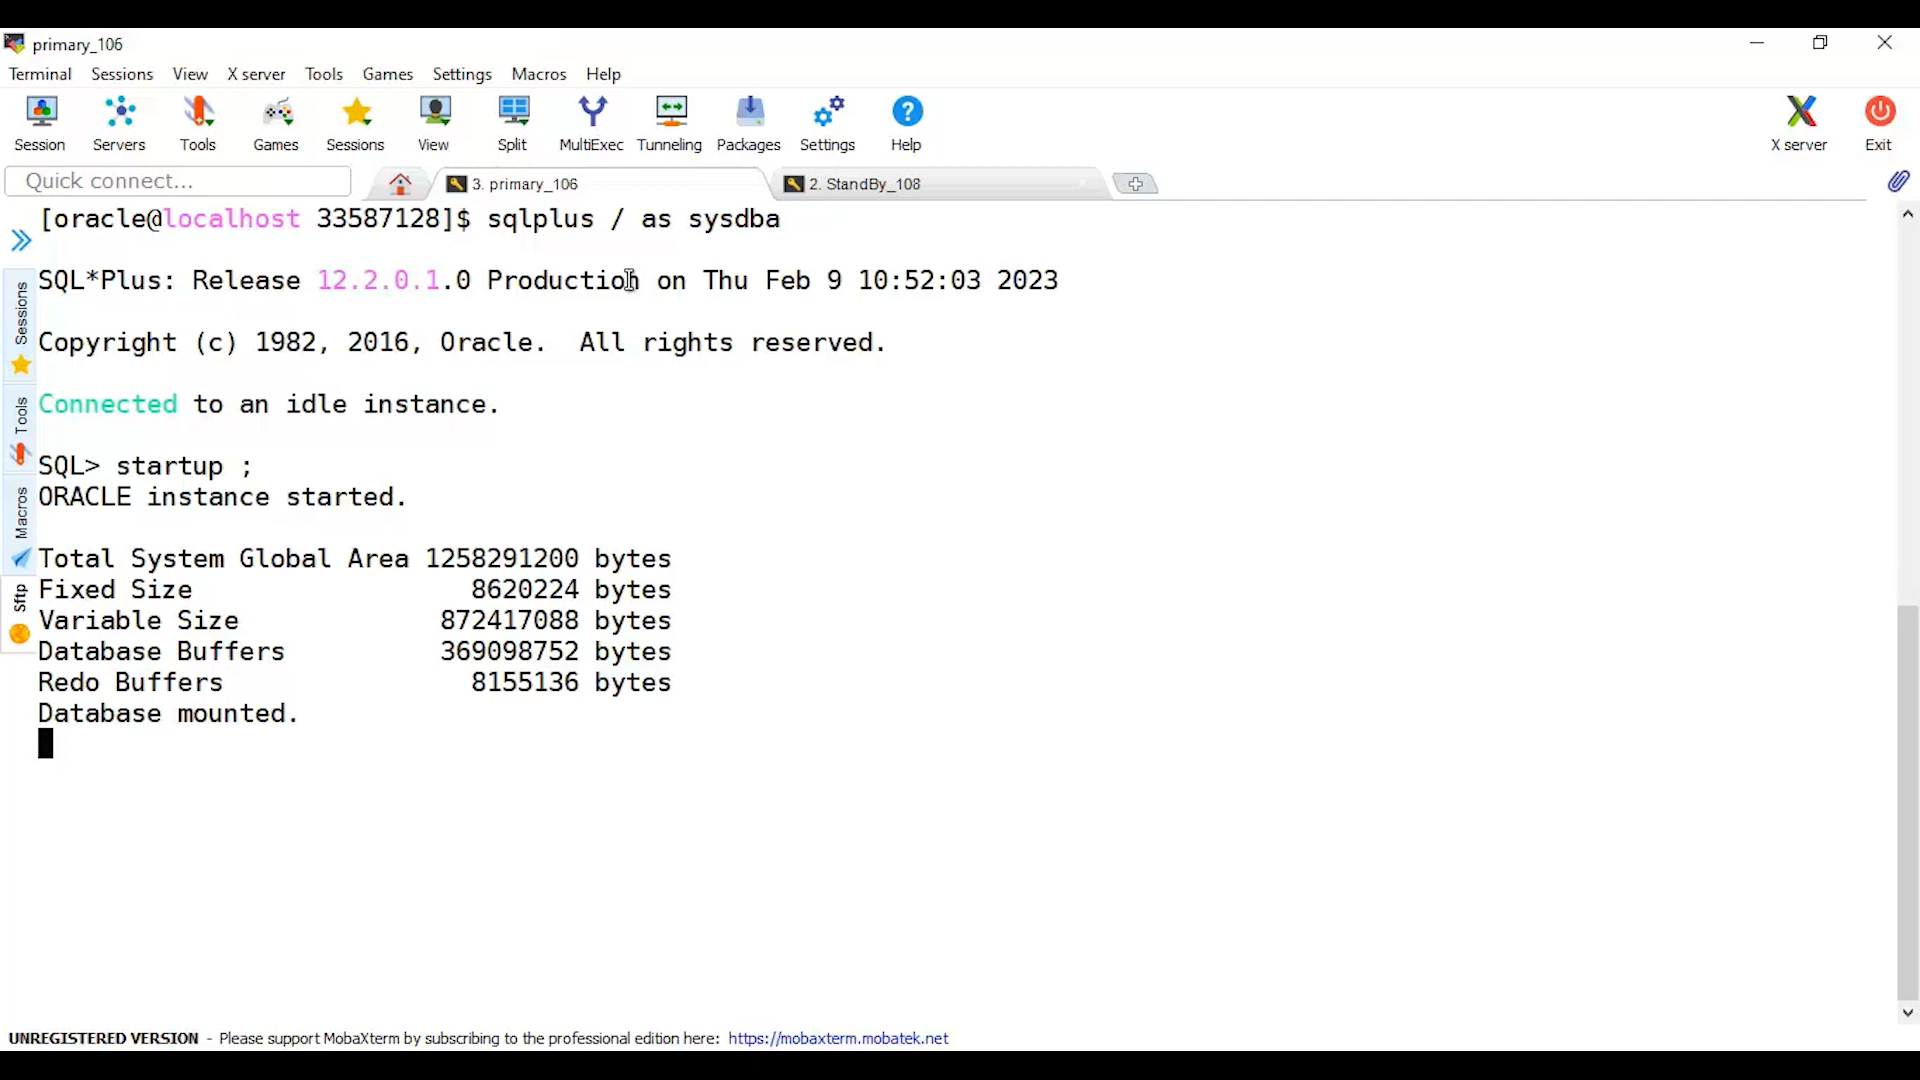 primary_106
Terminal Sessions View X server Tools Games Settings Macros Help
Session Servers Tools Games Sessions View Split MultiExec Tunneling Packages Settings Help X server Exit
Quick connect... 3. primary_106 2. StandBy_108
[oracle@localhost 33587128]$ sqlplus / as sysdba
SQL*Plus: Release 12.2.0.1.0 Production on Thu Feb 9 10:52:03 2023
Copyright (c) 1982, 2016, Oracle.  All rights reserved.
Connected to an idle instance.
SQL> startup ;
ORACLE instance started.
Total System Global Area 1258291200 bytes
Fixed Size 8620224 bytes
Variable Size 872417088 bytes
Database Buffers 369098752 bytes
Redo Buffers 8155136 bytes
Database mounted.
Sessions
Tools
Macros
Sftp
UNREGISTERED VERSION - Please support MobaXterm by subscribing to the professional edition here: https://mobaxterm.mobatek.net